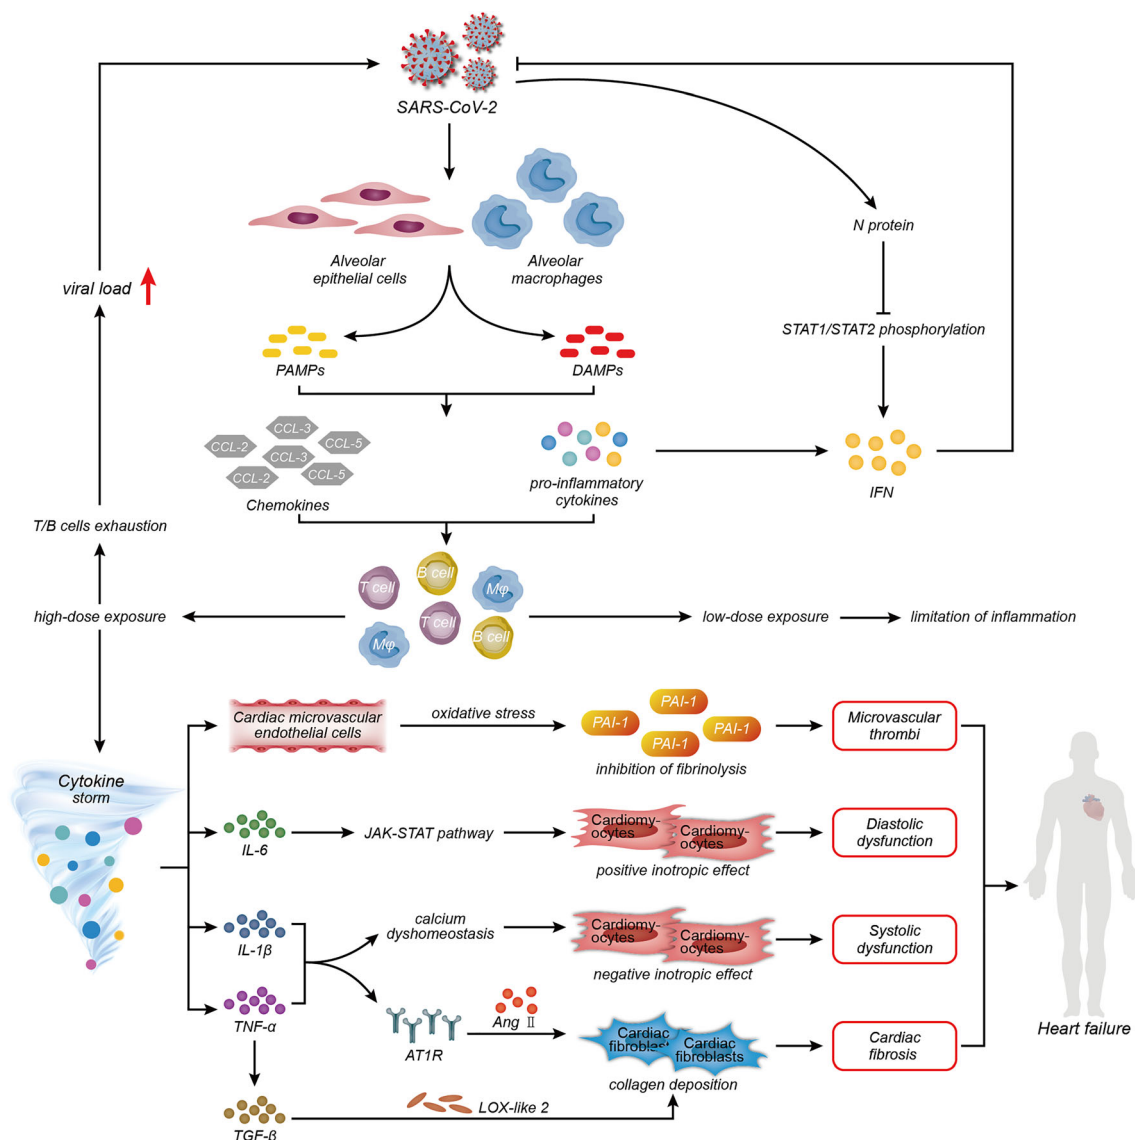 SARS-CoV-2
N protein
Alveolar
epithelial cells
Alveolar
macrophages
viral load
STAT1/STAT2 phosphorylation
PAMPs
DAMPs
CCL-3
CCL-2
CCL-5
CCL-3
CCL-2
CCL-5
Chemokines
pro-inflammatory
cytokines
IFN
T/B cells exhaustion
T cell
B cell
Mφ
high-dose exposure
T cell
low-dose exposure
limitation of inflammation
Mφ
B cell
Cardiac microvascular
endothelial cells
oxidative stress
PAI-1
PAI-1
PAI-1
PAI-1
inhibition of fibrinolysis
Microvascular
thrombi
Cytokine
storm
IL-6
JAK-STAT pathway
Cardiomy-
ocytes
Cardiomy-
ocytes
positive inotropic effect
Diastolic
dysfunction
IL-1β
calcium
dyshomeostasis
Cardiomy-
ocytes
Cardiomy-
ocytes
negative inotropic effect
Systolic
dysfunction
TNF-α
AT1R
Ang II
Cardiac
fibroblast
Cardiac
fibroblasts
collagen deposition
Cardiac
fibrosis
Heart failure
TGF-β
LOX-like 2